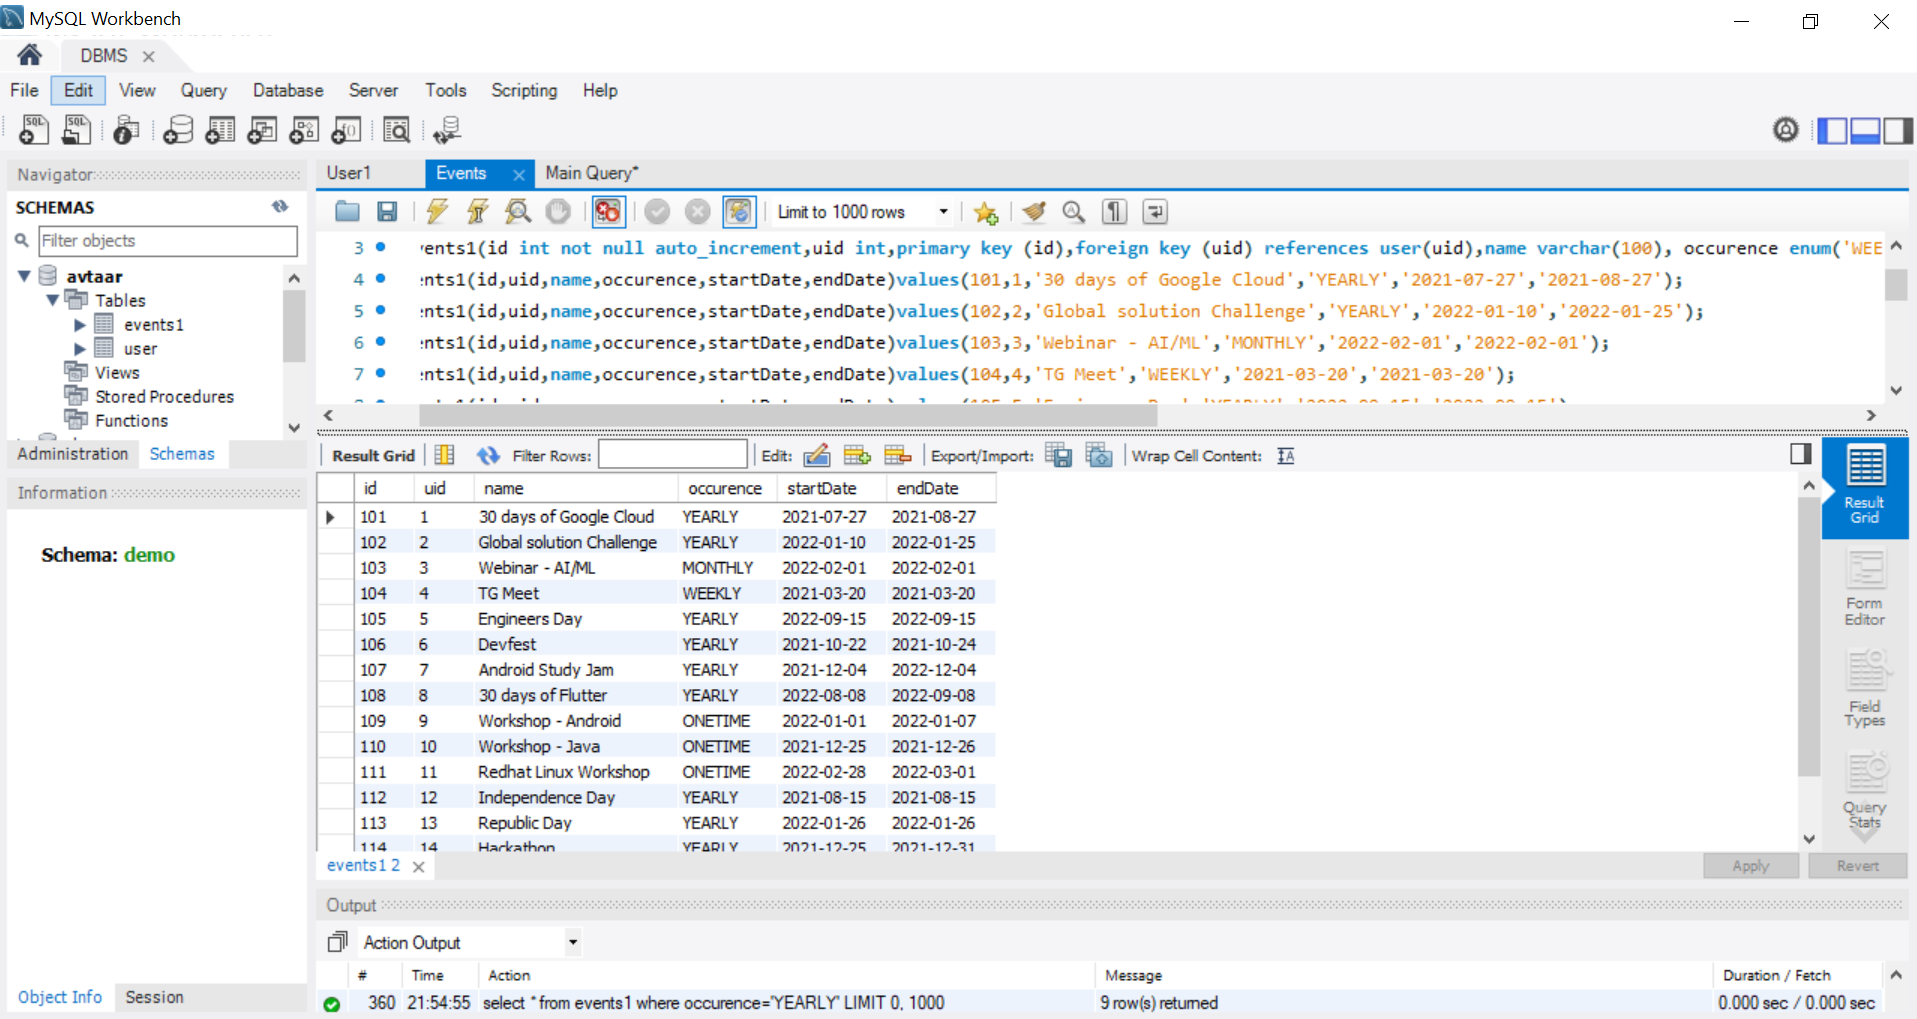 MySQL Workbench
DBMS
File Edit View Query Database Server Tools Scripting Help
Navigator
SCHEMAS
Filter objects
avtaar
Tables
events1
user
Views
Stored Procedures
Functions
Administration Schemas
Information
Schema: demo
Object Info Session
User1 Events Main Query*
Limit to 1000 rows
3 vents1(id int not null auto_increment,uid int,primary key (id),foreign key (uid) references user(uid),name varchar(100), occurence enum('WEE
4 nts1(id,uid,name,occurence,startDate,endDate)values(101,1,'30 days of Google Cloud','YEARLY','2021-07-27','2021-08-27');
5 nts1(id,uid,name,occurence,startDate,endDate)values(102,2,'Global solution Challenge','YEARLY','2022-01-10','2022-01-25');
6 nts1(id,uid,name,occurence,startDate,endDate)values(103,3,'Webinar - AI/ML','MONTHLY','2022-02-01','2022-02-01');
7 nts1(id,uid,name,occurence,startDate,endDate)values(104,4,'TG Meet','WEEKLY','2021-03-20','2021-03-20');
Result Grid Filter Rows: Edit: Export/Import: Wrap Cell Content:
id uid name occurence startDate endDate
101 1 30 days of Google Cloud YEARLY 2021-07-27 2021-08-27
102 2 Global solution Challenge YEARLY 2022-01-10 2022-01-25
103 3 Webinar - AI/ML MONTHLY 2022-02-01 2022-02-01
104 4 TG Meet WEEKLY 2021-03-20 2021-03-20
105 5 Engineers Day YEARLY 2022-09-15 2022-09-15
106 6 Devfest YEARLY 2021-10-22 2021-10-24
107 7 Android Study Jam YEARLY 2021-12-04 2022-12-04
108 8 30 days of Flutter YEARLY 2022-08-08 2022-09-08
109 9 Workshop - Android ONETIME 2022-01-01 2022-01-07
110 10 Workshop - Java ONETIME 2021-12-25 2021-12-26
111 11 Redhat Linux Workshop ONETIME 2022-02-28 2022-03-01
112 12 Independence Day YEARLY 2021-08-15 2021-08-15
113 13 Republic Day YEARLY 2022-01-26 2022-01-26
114 14 Hackathon YEARLY 2021-12-25 2021-12-31
Result
Grid
Form
Editor
Field
Types
Query
Stats
events1 2
Apply Revert
Output
Action Output
# Time Action Message Duration / Fetch
360 21:54:55 select * from events1 where occurence="YEARLY" LIMIT 0, 1000 9 row(s) returned 0.000 sec / 0.000 sec